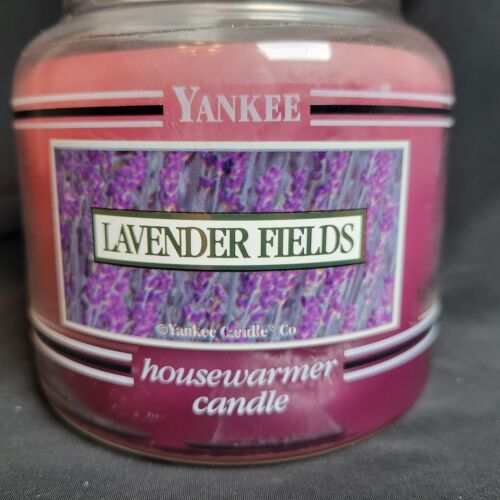 YANKEE
LAVENDER FIELDS
©Yankee Candle® Co
housewarmer
candle